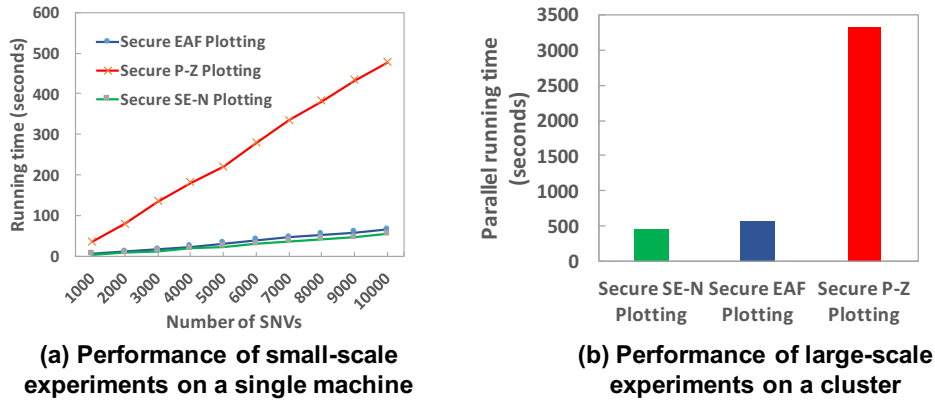 600
500
400
300
200
100
0
Running time (seconds)
Secure EAF Plotting
Secure P-Z Plotting
Secure SE-N Plotting
1000
2000
3000
4000
5000
6000
7000
8000
9000
10000
Number of SNVs
(a) Performance of small-scale
experiments on a single machine
3500
3000
2500
2000
1500
1000
500
0
Parallel running time
(seconds)
Secure SE-N
Plotting
Secure EAF
Plotting
Secure P-Z
Plotting
(b) Performance of large-scale
experiments on a cluster